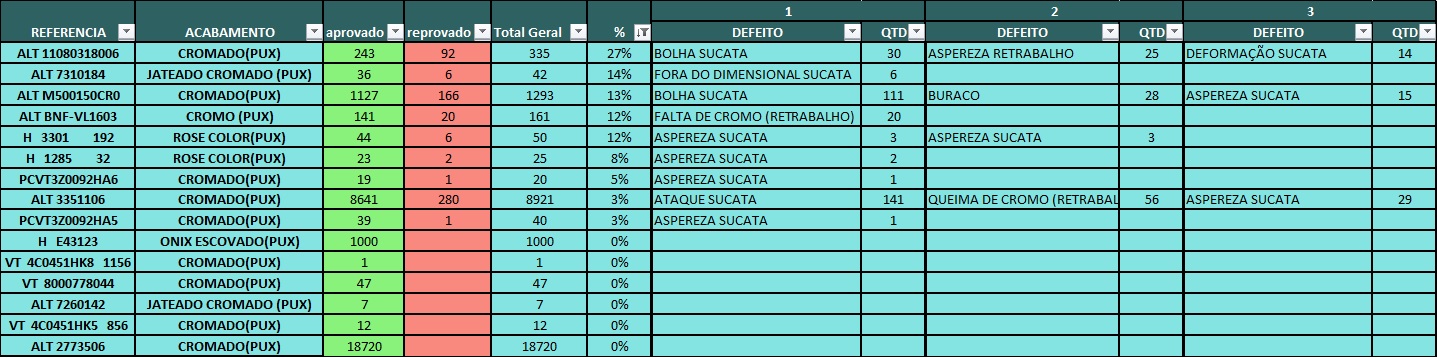 1 2 3
REFERENCIA ACABAMENTO aprovado reprovado Total Geral % DEFEITO QTD DEFEITO QTD DEFEITO QTD
ALT 11080318006 CROMADO(PUX) 243 92 335 27% BOLHA SUCATA 30 ASPEREZA RETRABALHO 25 DEFORMAÇÃO SUCATA 14
ALT 7310184 JATEADO CROMADO (PUX) 36 6 42 14% FORA DO DIMENSIONAL SUCATA 6
ALT M500150CR0 CROMADO(PUX) 1127 166 1293 13% BOLHA SUCATA 111 BURACO 28 ASPEREZA SUCATA 15
ALT BNF-VL1603 CROMO (PUX) 141 20 161 12% FALTA DE CROMO (RETRABALHO) 20
H 3301 192 ROSE COLOR(PUX) 44 6 50 12% ASPEREZA SUCATA 3 ASPEREZA SUCATA 3
H 1285 32 ROSE COLOR(PUX) 23 2 25 8% ASPEREZA SUCATA 2
PCVT3Z0092HA6 CROMADO(PUX) 19 1 20 5% ASPEREZA SUCATA 1
ALT 3351106 CROMADO(PUX) 8641 280 8921 3% ATAQUE SUCATA 141 QUEIMA DE CROMO (RETRABAL 56 ASPEREZA SUCATA 29
PCVT3Z0092HA5 CROMADO(PUX) 39 1 40 3% ASPEREZA SUCATA 1
H E43123 ONIX ESCOVADO(PUX) 1000 1000 0%
VT 4C0451HK8 1156 CROMADO(PUX) 1 1 0%
VT 8000778044 CROMADO(PUX) 47 47 0%
ALT 7260142 JATEADO CROMADO (PUX) 7 7 0%
VT 4C0451HK5 856 CROMADO(PUX) 12 12 0%
ALT 2773506 CROMADO(PUX) 18720 18720 0%